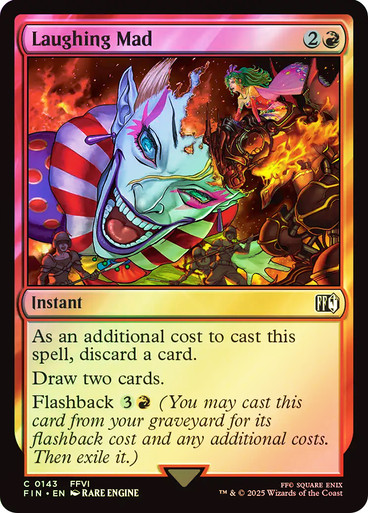 Laughing Mad 2
Instant
FF
As an additional cost to cast this
spell, discard a card.
Draw two cards.
Flashback 3 (You may cast this
card from your graveyard for its
flashback cost and any additional costs.
Then exile it.)
C 0143 FFVI
FIN • EN RARE ENGINE
FF© SQUARE ENIX
™ & © 2025 Wizards of the Coast